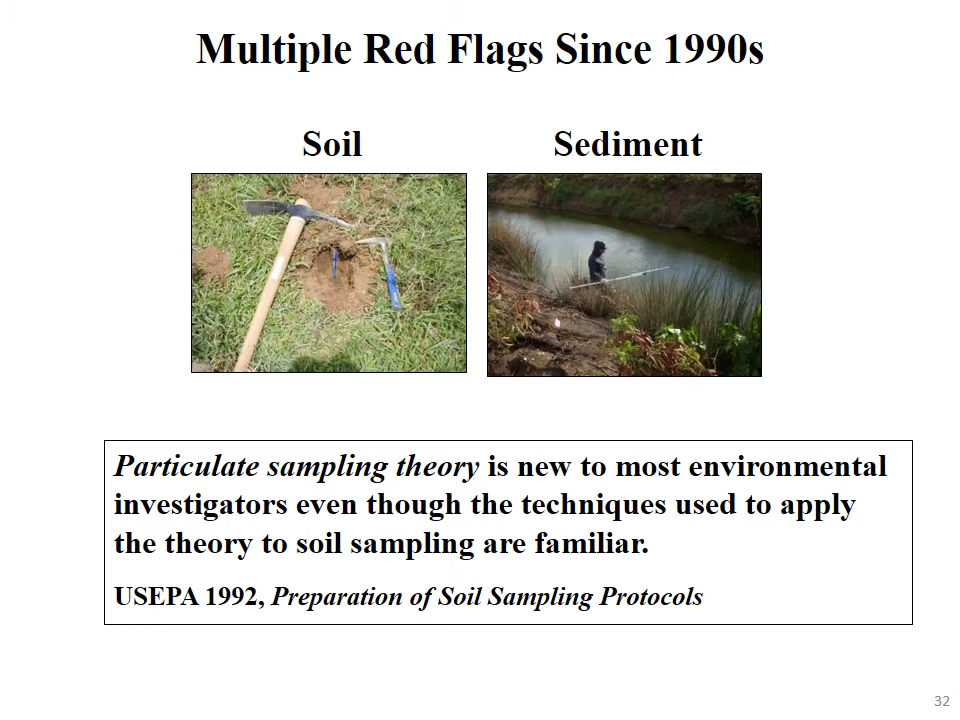 Multiple Red Flags Since 1990s
Soil
Sediment
Particulate sampling theory is new to most environmental
investigators even though the techniques used to apply
the theory to soil sampling are familiar.
USEPA 1992, Preparation of Soil Sampling Protocols
32